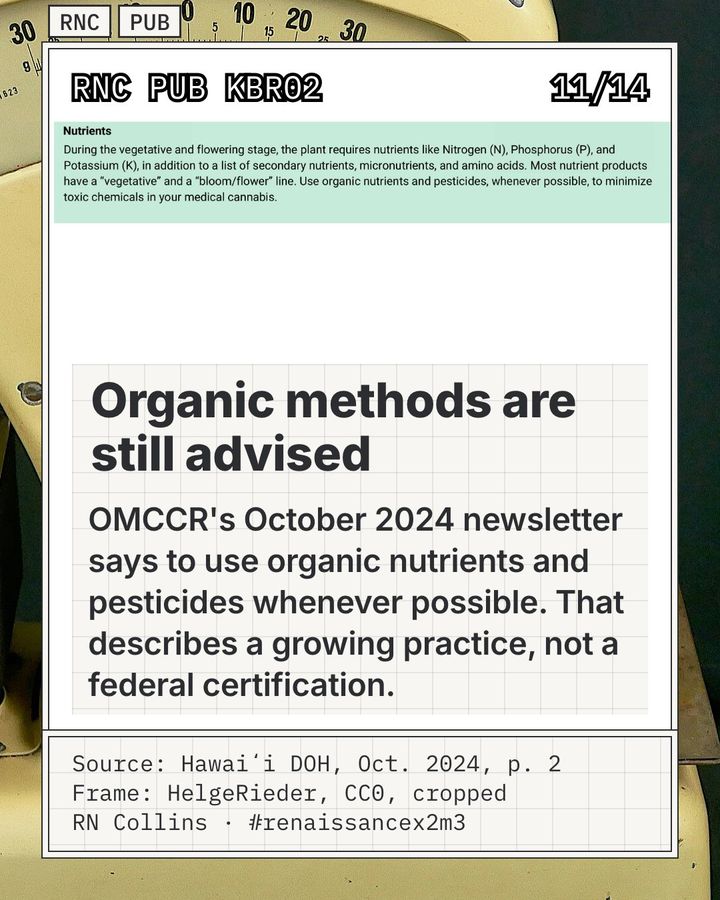 RNC PUB
30 0 10 20 30
5 15
g
1823
RNC PUB KBR02 11/14
Nutrients
During the vegetative and flowering stage, the plant requires nutrients like Nitrogen (N), Phosphorus (P), and
Potassium (K), in addition to a list of secondary nutrients, micronutrients, and amino acids. Most nutrient products
have a “vegetative” and a “bloom/flower” line. Use organic nutrients and pesticides, whenever possible, to minimize
toxic chemicals in your medical cannabis.
Organic methods are
still advised
OMCCR's October 2024 newsletter
says to use organic nutrients and
pesticides whenever possible. That
describes a growing practice, not a
federal certification.
Source: Hawaiʻi DOH, Oct. 2024, p. 2
Frame: HelgeRieder, CC0, cropped
RN Collins · #renaissancex2m3